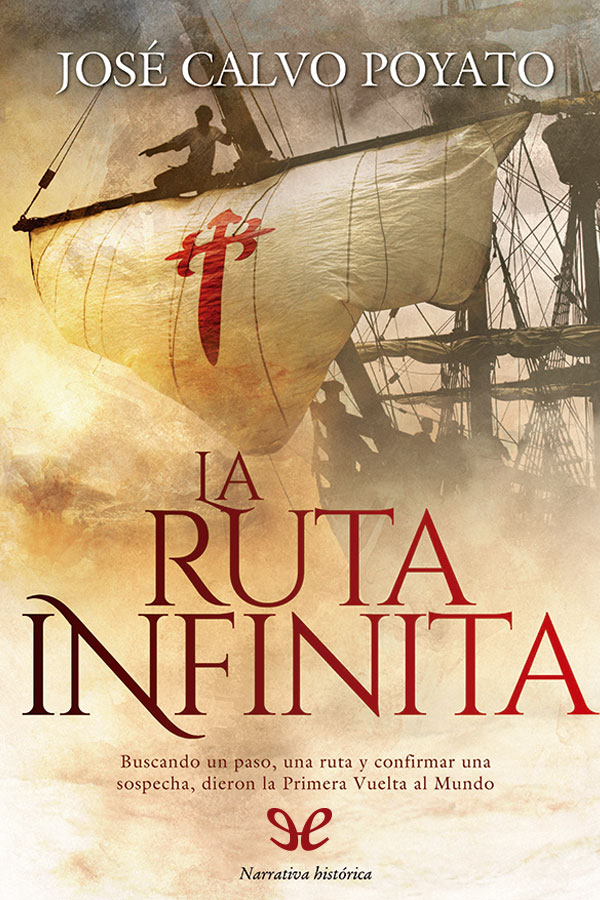 JOSÉ CALVO POYATO
LA
RUTA
INFINITA
Buscando un paso, una ruta y confirmar una
sospecha, dieron la Primera Vuelta al Mundo
Narrativa histórica